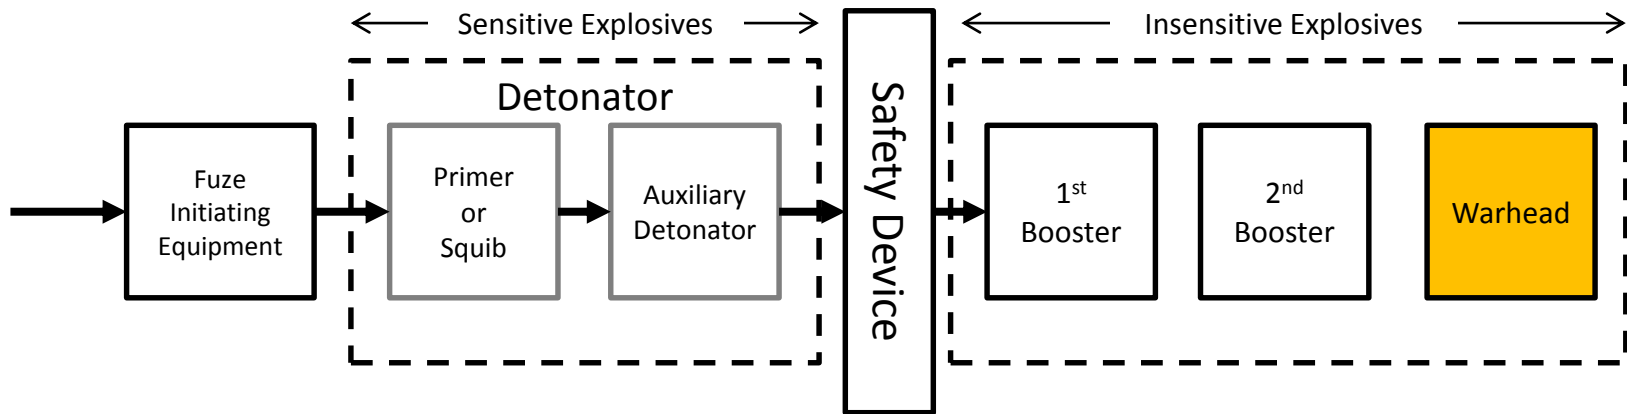 Sensitive Explosives
Insensitive Explosives
Detonator
Fuze
Initiating
Equipment
Primer
or
Squib
Auxiliary
Detonator
Safety Device
1st
Booster
2nd
Booster
Warhead